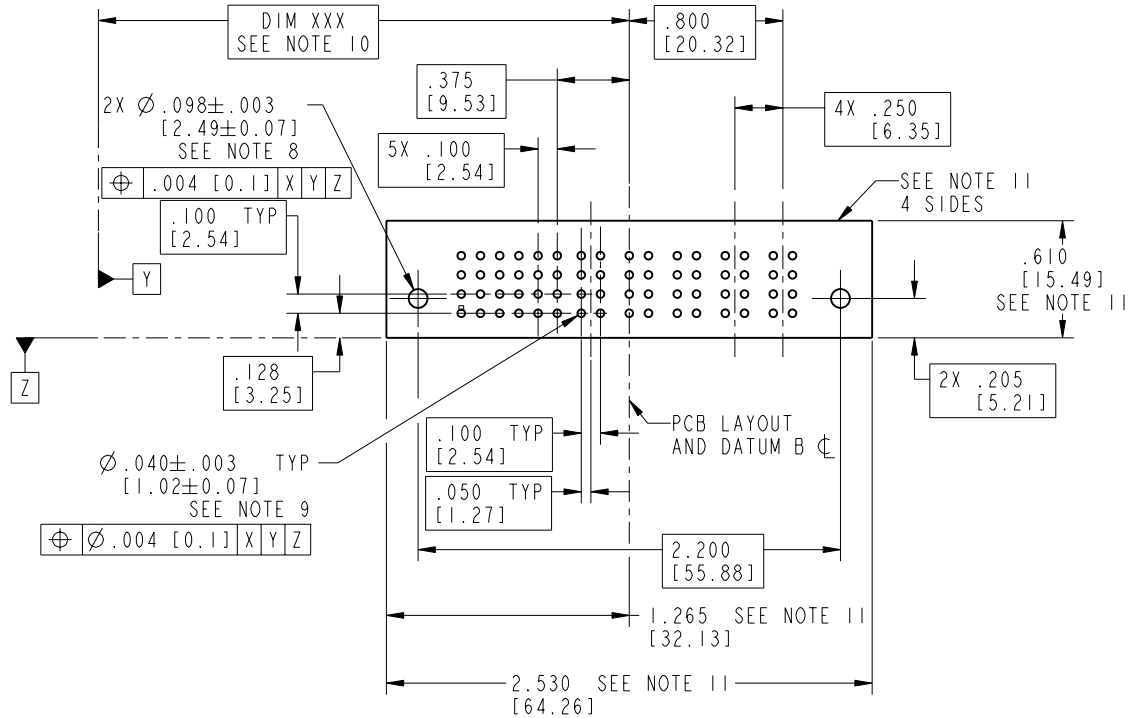 DIM XXX
SEE NOTE 10
.800
[20.32]
.375
[9.53]
4X .250
[6.35]
2X Ø .098±.003
[2.49±0.07]
SEE NOTE 8
⌖ .004 [0.1] X Y Z
5X .100
[2.54]
SEE NOTE 11
4 SIDES
.100 TYP
[2.54]
.610
[15.49]
SEE NOTE 11
Y
Z
.128
[3.25]
2X .205
[5.21]
PCB LAYOUT
AND DATUM B ℄
.100 TYP
[2.54]
Ø .040±.003 TYP
[1.02±0.07]
SEE NOTE 9
⌖ Ø .004 [0.1] X Y Z
.050 TYP
[1.27]
2.200
[55.88]
1.265 SEE NOTE 11
[32.13]
2.530 SEE NOTE 11
[64.26]